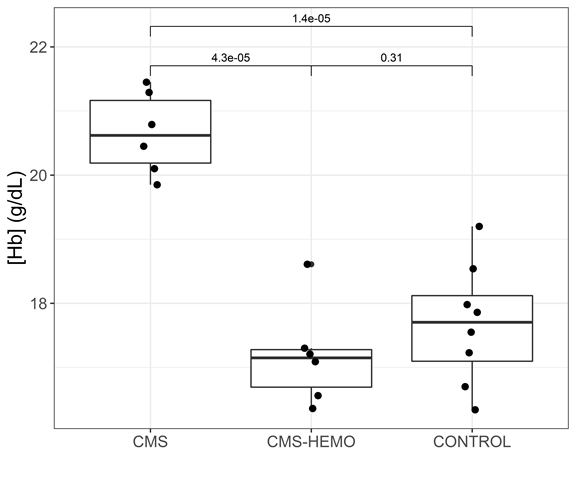 1.4e-05
4.3e-05 0.31
22
20
18
[Hb] (g/dL)
CMS CMS-HEMO CONTROL